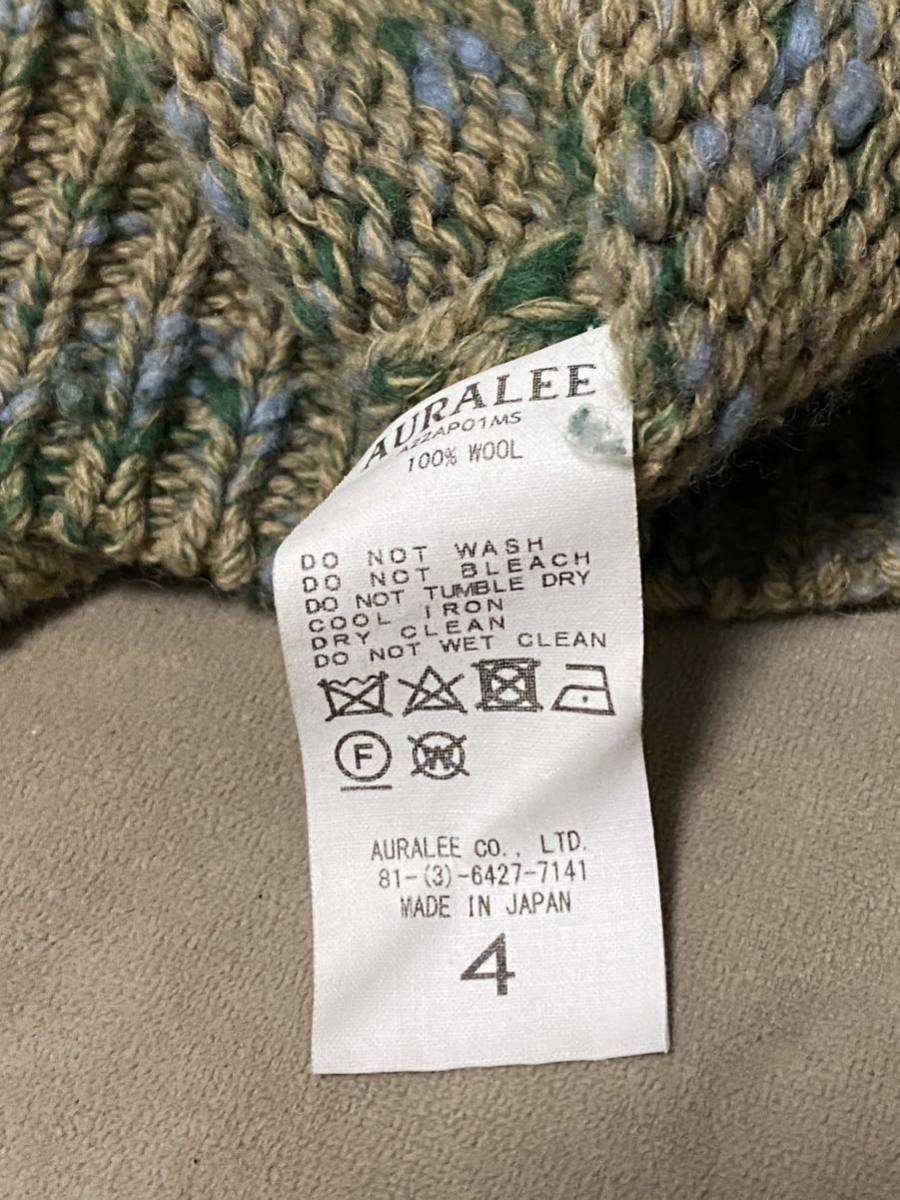 AURALEE
A22AP01MS
100% WOOL
DO NOT WASH
DO NOT BLEACH
DO NOT TUMBLE DRY
COOL IRON
DRY CLEAN
DO NOT WET CLEAN
F
W
AURALEE CO., LTD.
81-(3)-6427-7141
MADE IN JAPAN
4